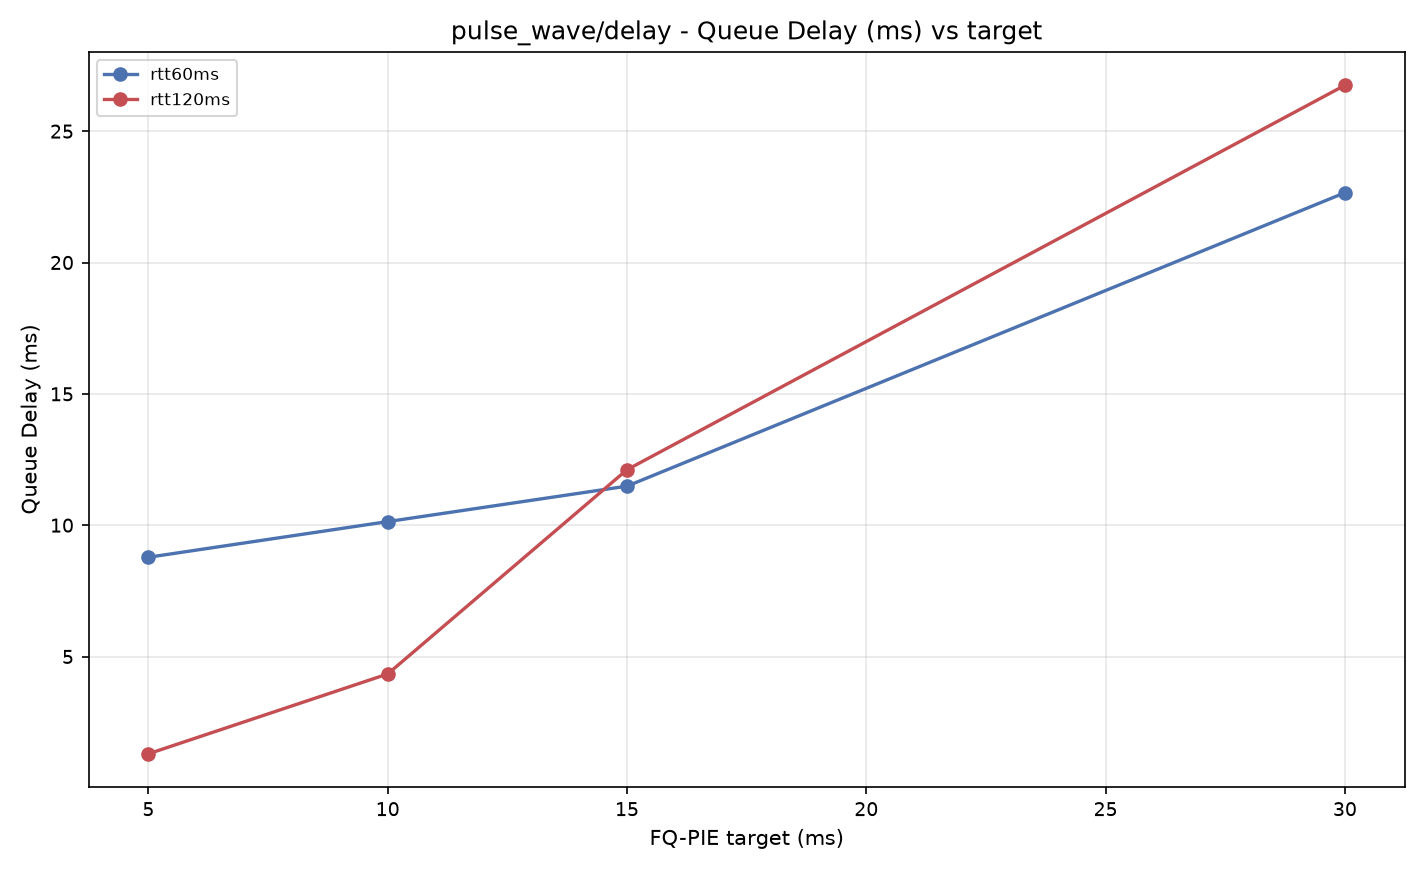 pulse_wave/delay - Queue Delay (ms) vs target
rtt60ms
rtt120ms
Queue Delay (ms)
25
20
15
10
5
5 10 15 20 25 30
FQ-PIE target (ms)